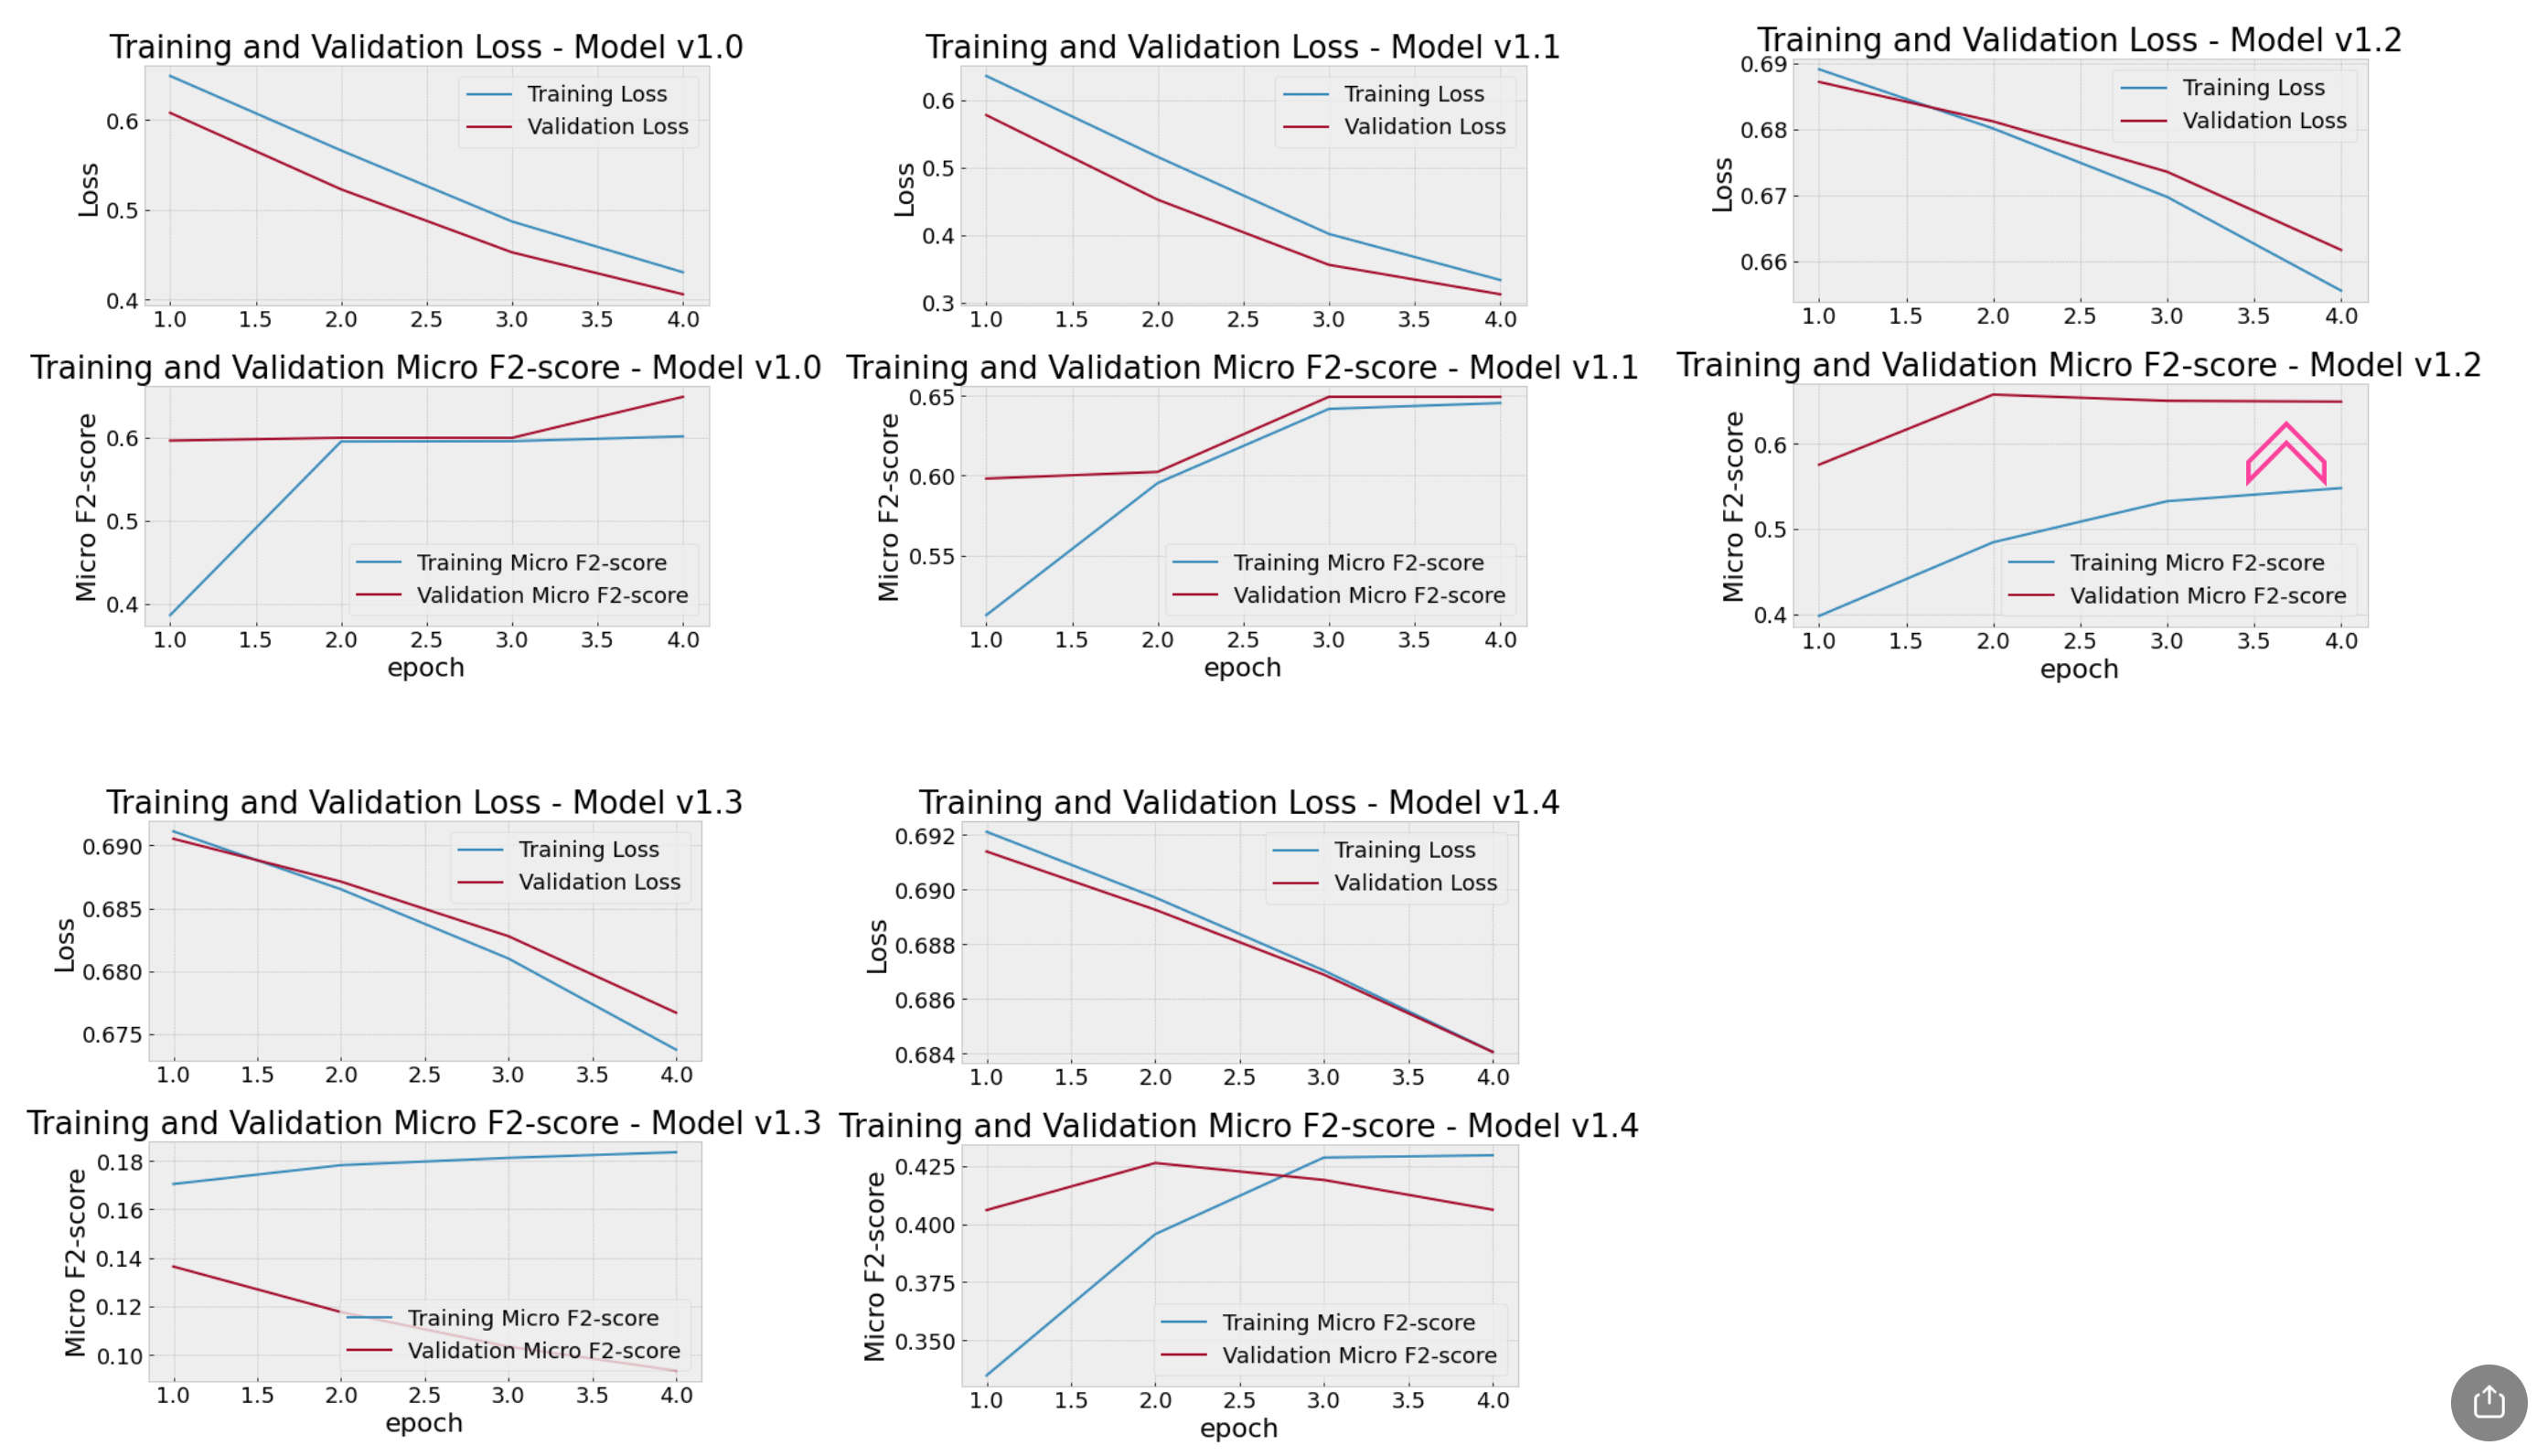 Training and Validation Loss - Model v1.0
Loss
0.6
0.5
0.4
1.0 1.5 2.0 2.5 3.0 3.5 4.0
Training Loss
Validation Loss
Training and Validation Micro F2-score - Model v1.0
Micro F2-score
0.6
0.5
0.4
1.0 1.5 2.0 2.5 3.0 3.5 4.0
Training Micro F2-score
Validation Micro F2-score
epoch
Training and Validation Loss - Model v1.1
Loss
0.6
0.5
0.4
0.3
1.0 1.5 2.0 2.5 3.0 3.5 4.0
Training Loss
Validation Loss
Training and Validation Micro F2-score - Model v1.1
Micro F2-score
0.65
0.60
0.55
1.0 1.5 2.0 2.5 3.0 3.5 4.0
Training Micro F2-score
Validation Micro F2-score
epoch
Training and Validation Loss - Model v1.2
Loss
0.69
0.68
0.67
0.66
1.0 1.5 2.0 2.5 3.0 3.5 4.0
Training Loss
Validation Loss
Training and Validation Micro F2-score - Model v1.2
Micro F2-score
0.6
0.5
0.4
1.0 1.5 2.0 2.5 3.0 3.5 4.0
Training Micro F2-score
Validation Micro F2-score
epoch
Training and Validation Loss - Model v1.3
Loss
0.690
0.685
0.680
0.675
1.0 1.5 2.0 2.5 3.0 3.5 4.0
Training Loss
Validation Loss
Training and Validation Micro F2-score - Model v1.3
Micro F2-score
0.18
0.16
0.14
0.12
0.10
1.0 1.5 2.0 2.5 3.0 3.5 4.0
Training Micro F2-score
Validation Micro F2-score
epoch
Training and Validation Loss - Model v1.4
Loss
0.692
0.690
0.688
0.686
0.684
1.0 1.5 2.0 2.5 3.0 3.5 4.0
Training Loss
Validation Loss
Training and Validation Micro F2-score - Model v1.4
Micro F2-score
0.425
0.400
0.375
0.350
1.0 1.5 2.0 2.5 3.0 3.5 4.0
Training Micro F2-score
Validation Micro F2-score
epoch